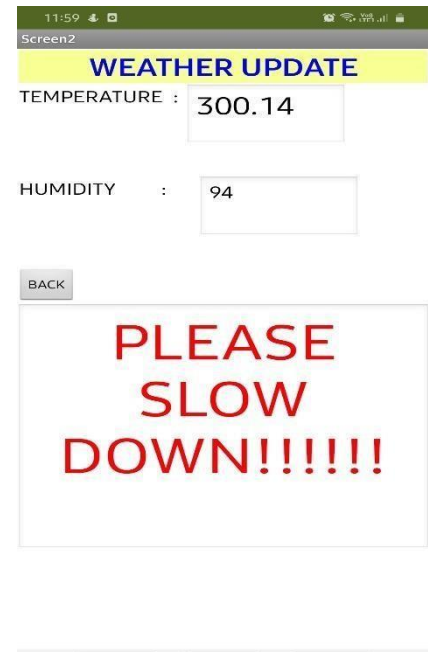 11:59
Screen2
WEATHER UPDATE
TEMPERATURE : 300.14
HUMIDITY : 94
BACK
PLEASE
SLOW
DOWN!!!!!!